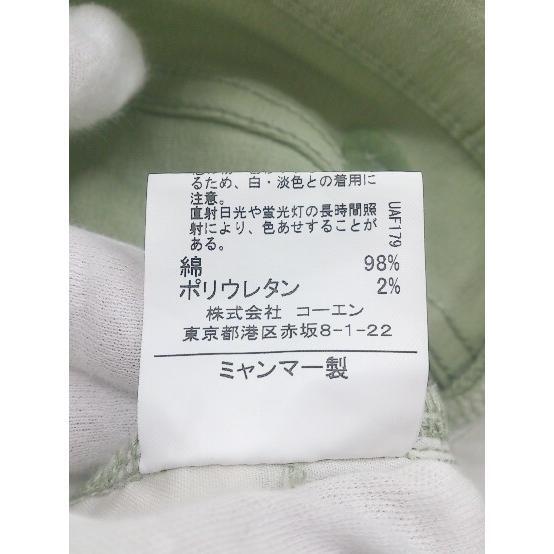 るため、白・淡色との着用に
注意。
直射日光や蛍光灯の長時間照
射により、色あせすることが
ある。
綿 98%
ポリウレタン 2%
株式会社 コーエン
東京都港区赤坂8-1-22
ミャンマー製
UAF179